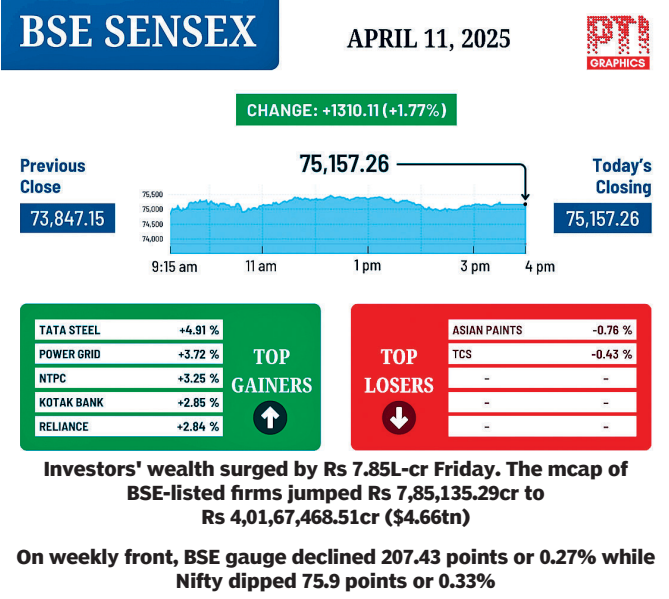 BSE SENSEX
APRIL 11, 2025
PTI
GRAPHICS
CHANGE: +1310.11 (+1.77%)
Previous
Close
73,847.15
75,157.26
Today's
Closing
75,157.26
75,500
75,000
74,500
74,000
9:15 am 11 am 1 pm 3 pm 4 pm
TATA STEEL +4.91 %
POWER GRID +3.72 %
NTPC +3.25 %
KOTAK BANK +2.85 %
RELIANCE +2.84 %
TOP
GAINERS
TOP
LOSERS
ASIAN PAINTS -0.76 %
TCS -0.43 %
- -
- -
- -
Investors' wealth surged by Rs 7.85L-cr Friday. The mcap of
BSE-listed firms jumped Rs 7,85,135.29cr to
Rs 4,01,67,468.51cr ($4.66tn)
On weekly front, BSE gauge declined 207.43 points or 0.27% while
Nifty dipped 75.9 points or 0.33%